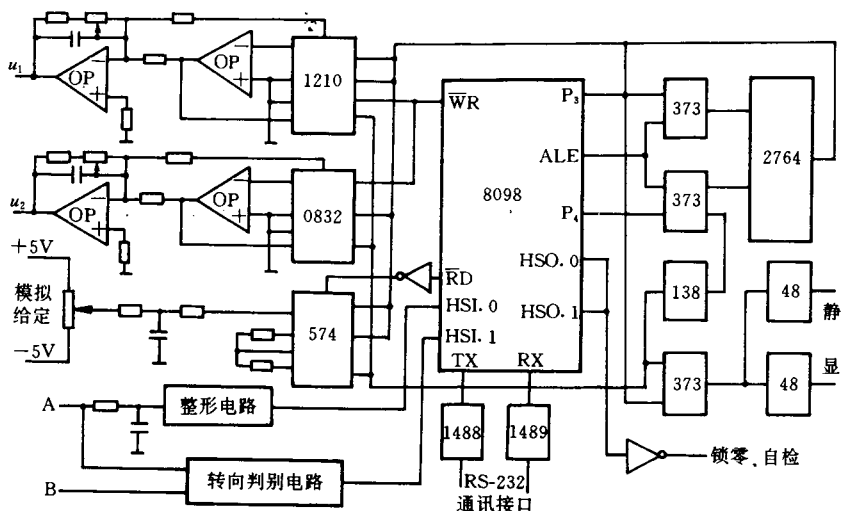 u₁
OP
−
+
OP
−
+
1210
W̅R̅
P₃
373
ALE
2764
8098
373
P₄
u₂
OP
−
+
OP
−
+
0832
+5V
模拟
给定
−5V
574
R̅D̅
HSI.0
HSI.1
HSO.0
HSO.1
TX
RX
138
48
静
373
48
显
A
整形电路
1488
1489
B
转向判别电路
RS-232
通讯接口
锁零、自检